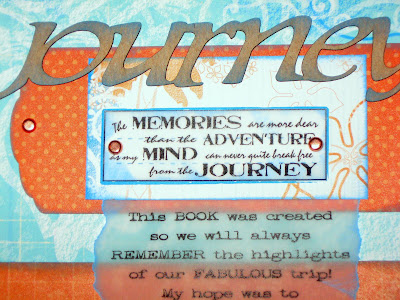 journey
The MEMORIES are more dear
than the ADVENTURE
as my MIND can never quite break free
from the JOURNEY
This BOOK was created
so we will always
REMEMBER the highlights
of our FABULOUS trip!
My hope was to